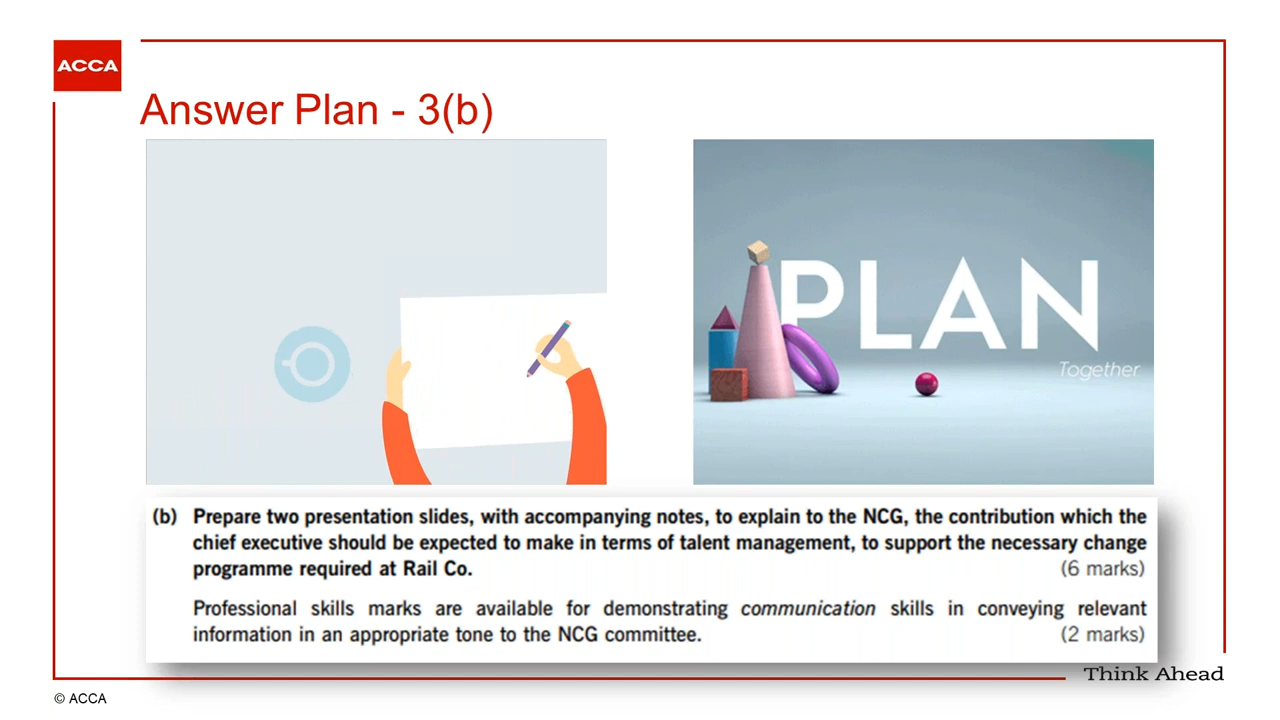 ACCA
Answer Plan - 3(b)
PLAN
Together
(b) Prepare two presentation slides, with accompanying notes, to explain to the NCG, the contribution which the
chief executive should be expected to make in terms of talent management, to support the necessary change
programme required at Rail Co. (6 marks)
Professional skills marks are available for demonstrating communication skills in conveying relevant
information in an appropriate tone to the NCG committee. (2 marks)
Think Ahead
© ACCA